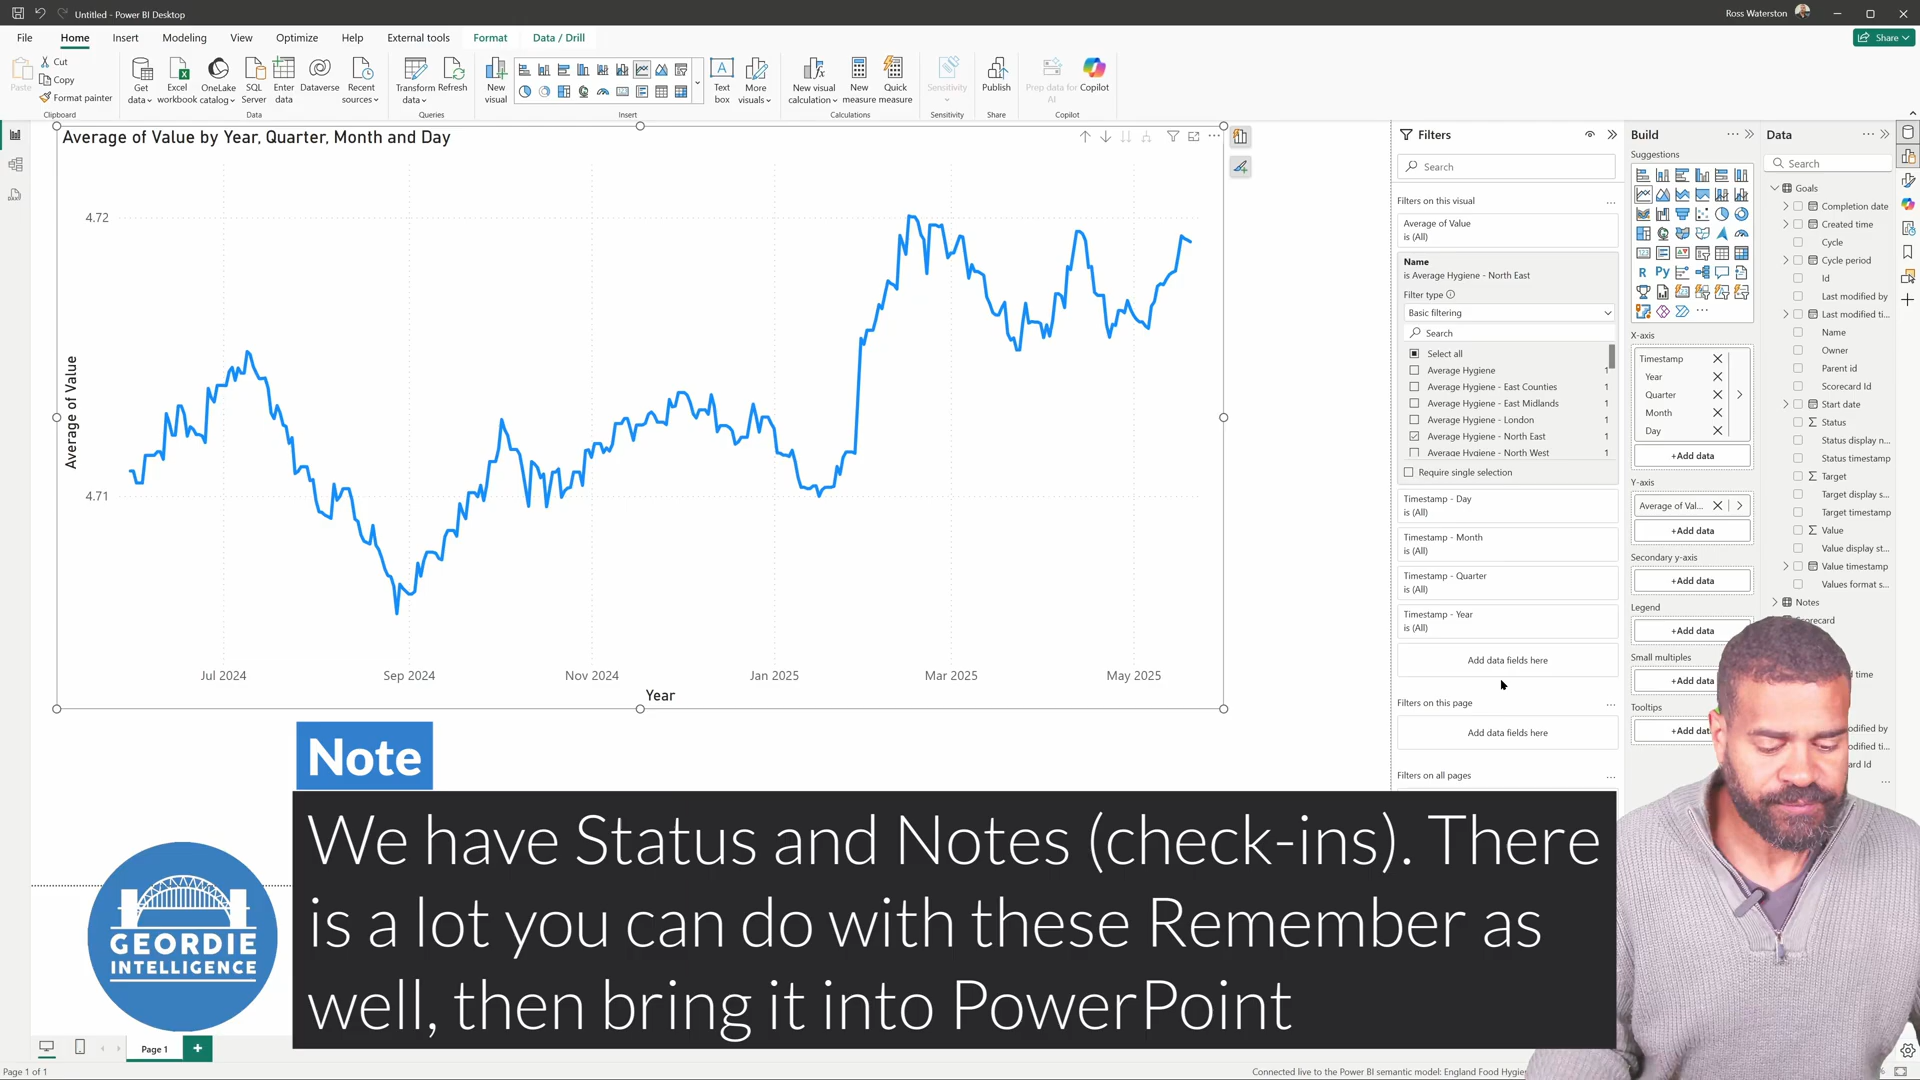 Untitled - Power BI Desktop
Ross Waterston
File
Home
Insert
Modeling
View
Optimize
Help
External tools
Format
Data / Drill
Share
Paste
Cut
Copy
Format painter
Clipboard
Get data
Excel workbook
OneLake catalog
SQL Server
Enter data
Dataverse
Recent sources
Data
Transform data
Refresh
Queries
New visual
Text box
More visuals
Insert
New visual calculation
New measure
Quick measure
Calculations
Sensitivity
Sensitivity
Publish
Share
Prep data for AI
Copilot
Copilot
Average of Value by Year, Quarter, Month and Day
4.72
4.71
Average of Value
Jul 2024
Sep 2024
Nov 2024
Jan 2025
Mar 2025
May 2025
Year
Filters
Search
Filters on this visual
Average of Value
is (All)
Name
is Average Hygiene - North East
Filter type
Basic filtering
Search
Select all
Average Hygiene 1
Average Hygiene - East Counties 1
Average Hygiene - East Midlands 1
Average Hygiene - London 1
Average Hygiene - North East 1
Average Hygiene - North West 1
Require single selection
Timestamp - Day
is (All)
Timestamp - Month
is (All)
Timestamp - Quarter
is (All)
Timestamp - Year
is (All)
Add data fields here
Filters on this page
Add data fields here
Filters on all pages
Build
Suggestions
R
Py
X-axis
Timestamp
Year
Quarter
Month
Day
+Add data
Y-axis
Average of Val...
+Add data
Secondary y-axis
+Add data
Legend
+Add data
Small multiples
+Add data
Tooltips
+Add data
Data
Search
Goals
Completion date
Created time
Cycle
Cycle period
Id
Last modified by
Last modified ti...
Name
Owner
Parent id
Scorecard Id
Start date
Status
Status display n...
Status timestamp
Target
Target display s...
Target timestamp
Value
Value display st...
Value timestamp
Values format s...
Notes
Note
We have Status and Notes (check-ins). There
is a lot you can do with these Remember as
well, then bring it into PowerPoint
GEORDIE
INTELLIGENCE
Page 1
Page 1 of 1
Connected live to the Power BI semantic model: England Food Hygie